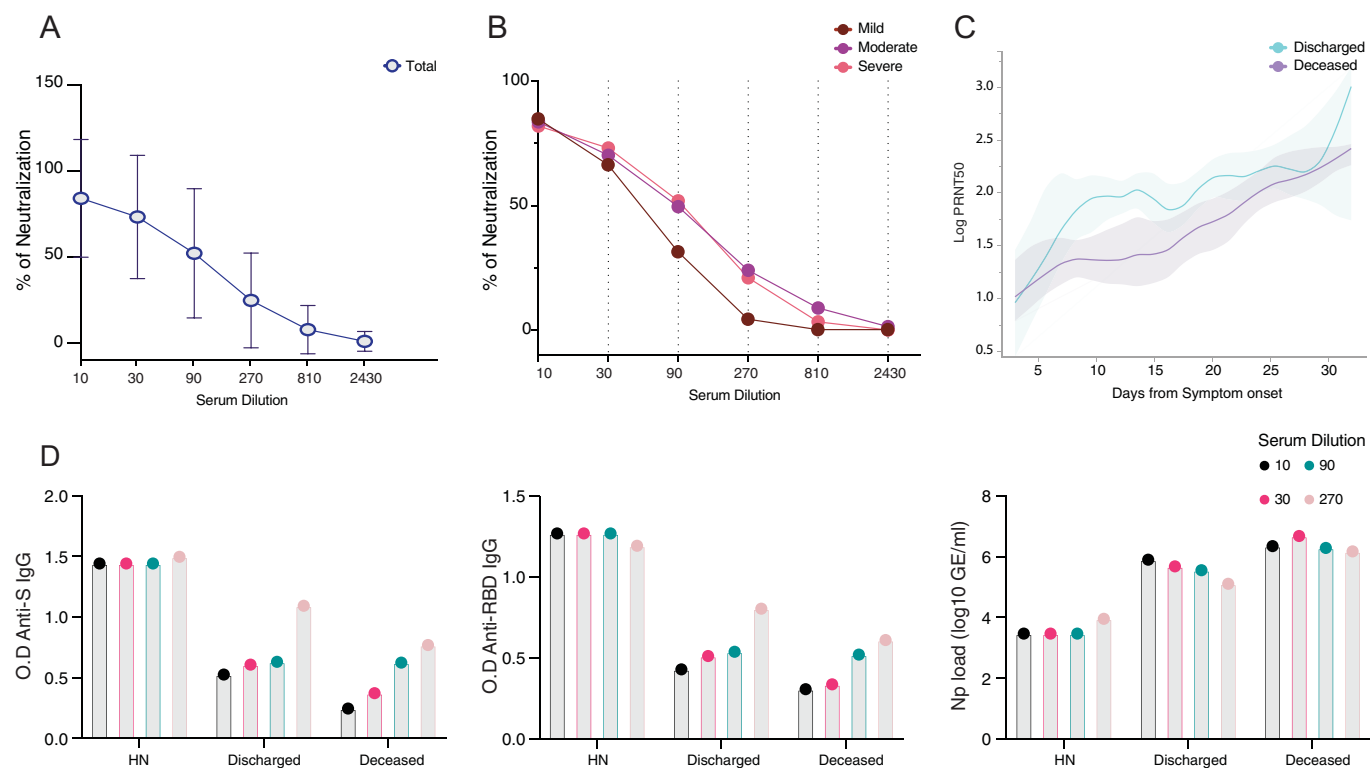 A
Total
% of Neutralization
150
100
50
0
10 30 90 270 810 2430
Serum Dilution
B
Mild
Moderate
Severe
% of Neutralization
100
50
0
10 30 90 270 810 2430
Serum Dilution
C
Discharged
Deceased
Log PRNT50
3.0
2.5
2.0
1.5
1.0
0.5
5 10 15 20 25 30
Days from Symptom onset
D
O.D Anti-S IgG
2.0
1.5
1.0
0.5
0.0
HN Discharged Deceased
O.D Anti-RBD IgG
1.5
1.0
0.5
0.0
HN Discharged Deceased
Serum Dilution
10 90
30 270
Np load (log10 GE/ml)
8
6
4
2
0
HN Discharged Deceased